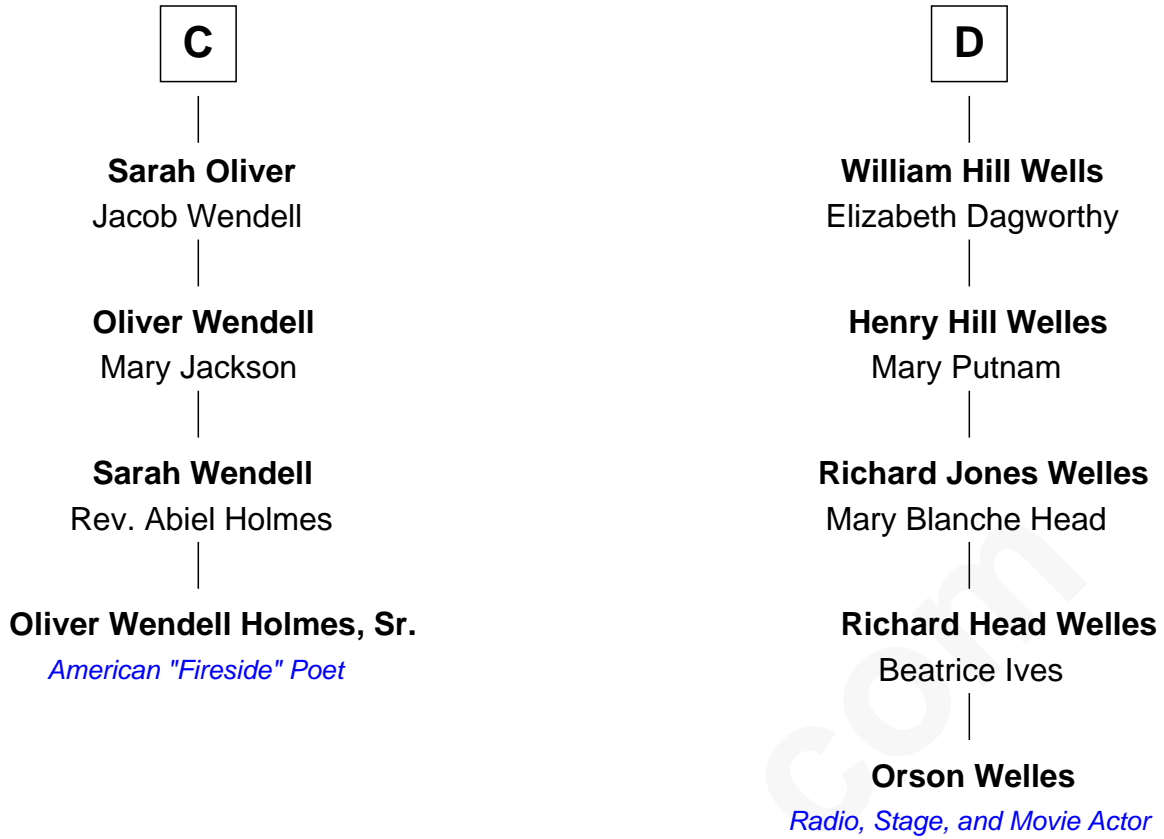 C
Sarah Oliver
Jacob Wendell
Oliver Wendell
Mary Jackson
Sarah Wendell
Rev. Abiel Holmes
Oliver Wendell Holmes, Sr.
American "Fireside" Poet
D
William Hill Wells
Elizabeth Dagworthy
Henry Hill Welles
Mary Putnam
Richard Jones Welles
Mary Blanche Head
Richard Head Welles
Beatrice Ives
Orson Welles
Radio, Stage, and Movie Actor
com